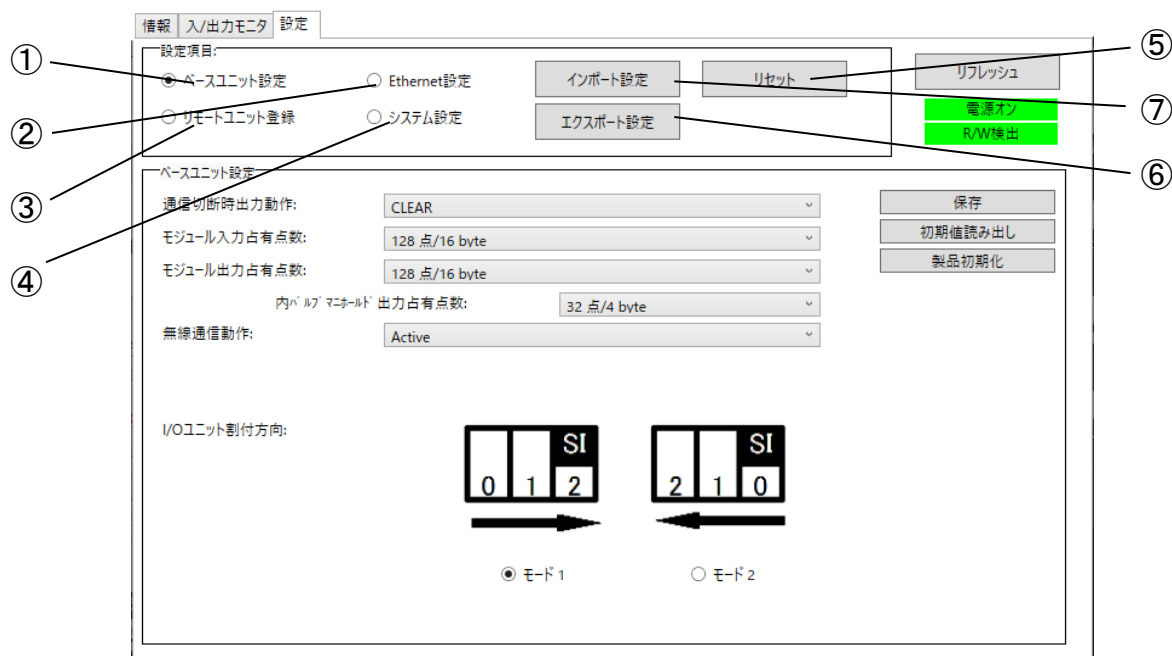 情報 入/出力モニタ 設定
設定項目:
① ② ③ ④ ⑤ ⑦ ⑥
ベースユニット設定 Ethernet設定 インポート設定 リセット リフレッシュ
リモートユニット登録 システム設定 エクスポート設定
電源オン
R/W検出
ベースユニット設定
通信切断時出力動作: CLEAR 保存
モジュール入力占有点数: 128 点/16 byte 初期値読み出し
モジュール出力占有点数: 128 点/16 byte 製品初期化
内バルブマニホールド出力占有点数: 32 点/4 byte
無線通信動作: Active
I/Oユニット割付方向:
SI SI
0 1 2 2 1 0
モード 1 モード 2